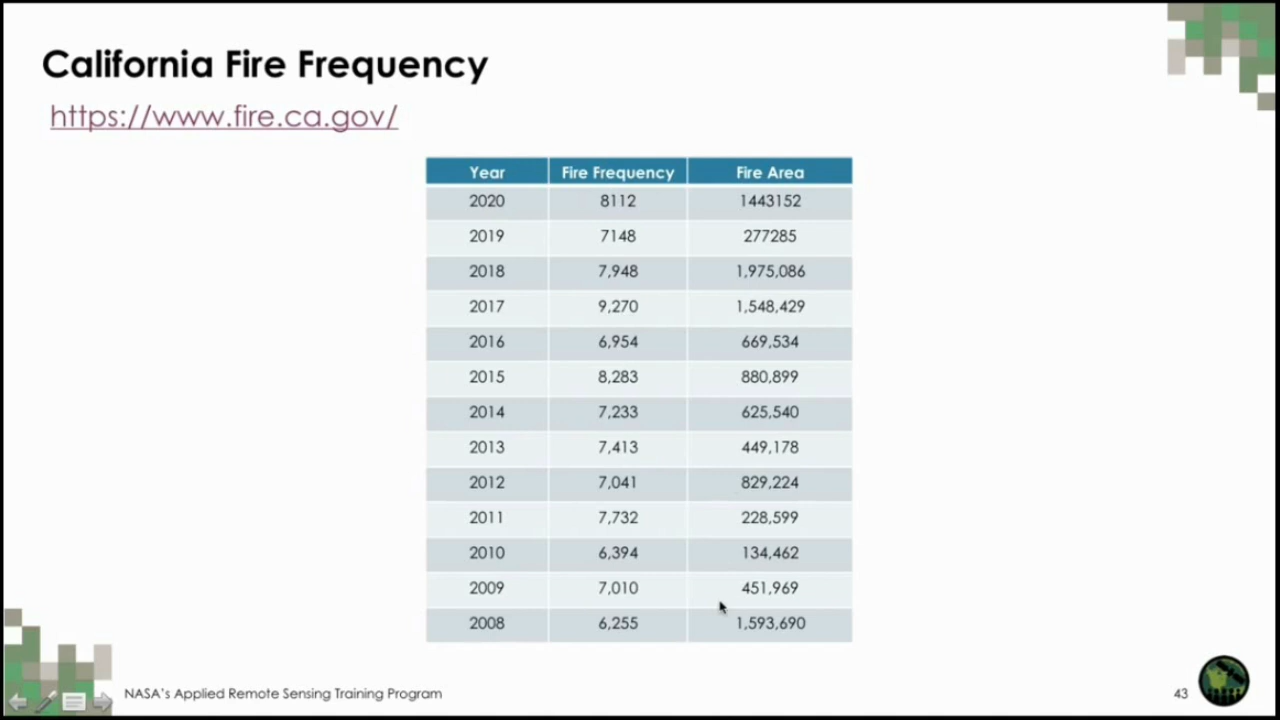 California Fire Frequency
https://www.fire.ca.gov/
Year Fire Frequency Fire Area
2020 8112 1443152
2019 7148 277285
2018 7,948 1,975,086
2017 9,270 1,548,429
2016 6,954 669,534
2015 8,283 880,899
2014 7,233 625,540
2013 7,413 449,178
2012 7,041 829,224
2011 7,732 228,599
2010 6,394 134,462
2009 7,010 451,969
2008 6,255 1,593,690
NASA's Applied Remote Sensing Training Program 43